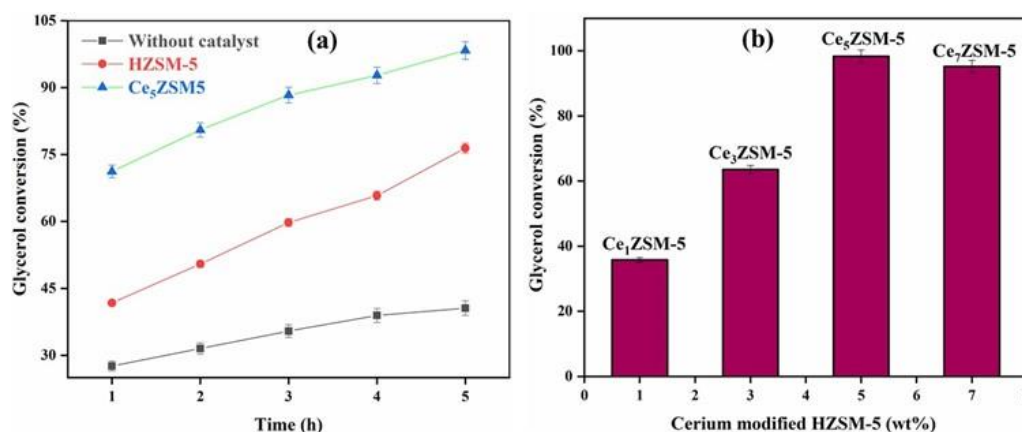 (a)
Without catalyst
HZSM-5
Ce₅ZSM5
105
90
75
60
45
30
Glycerol conversion (%)
1 2 3 4 5
Time (h)
(b)
Ce₁ZSM-5
Ce₃ZSM-5
Ce₅ZSM-5
Ce₇ZSM-5
100
80
60
40
20
0
Glycerol conversion (%)
0 1 2 3 4 5 6 7
Cerium modified HZSM-5 (wt%)